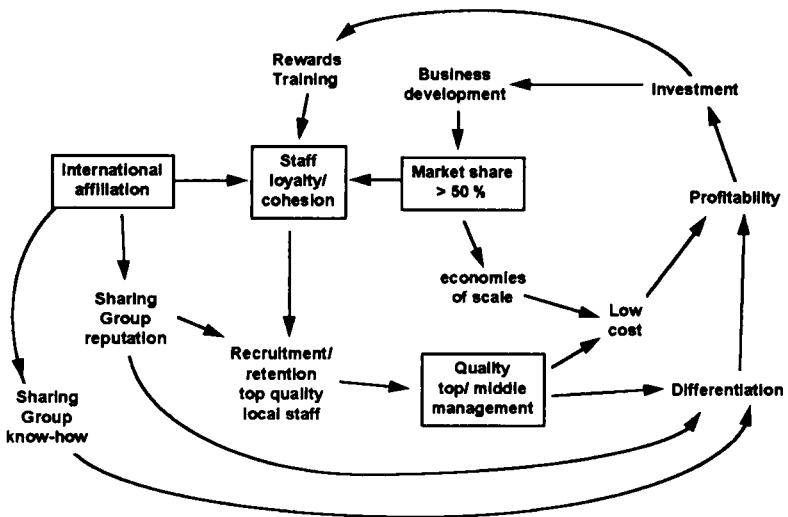 Rewards
Training
Business
development
Investment
International
affiliation
Staff
loyalty/
cohesion
Market share
> 50 %
Profitability
Sharing
Group
reputation
economies
of scale
Low
cost
Recruitment/
retention
top quality
local staff
Quality
top/ middle
management
Differentiation
Sharing
Group
know-how